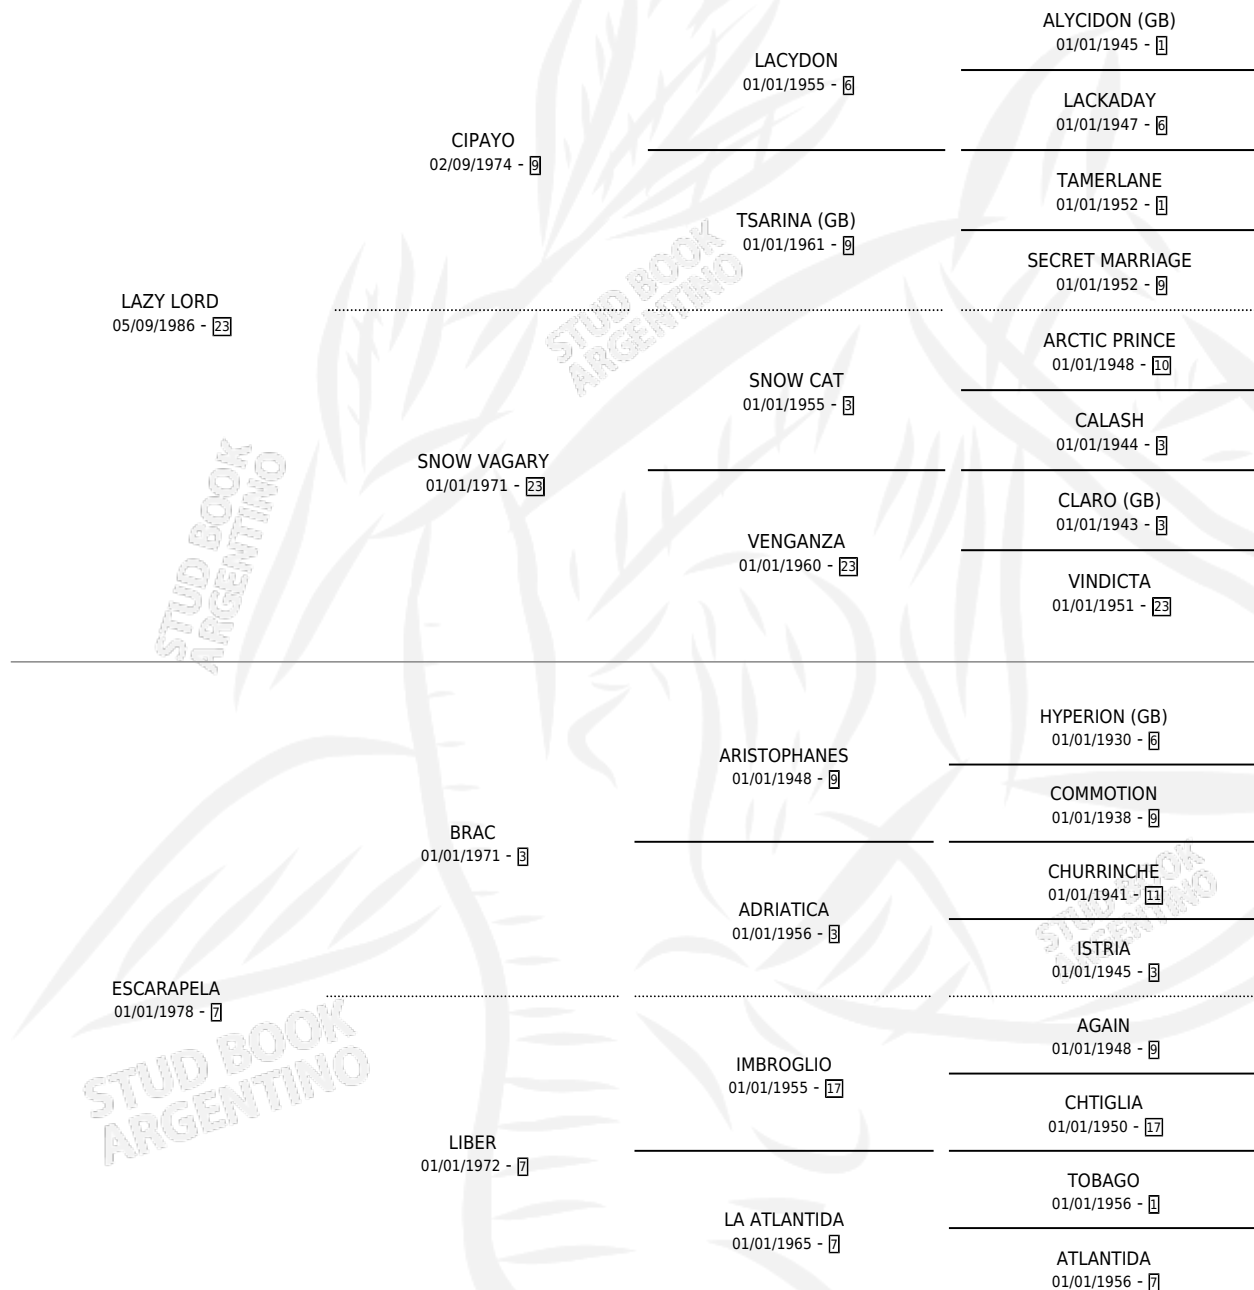 ALYCIDON (GB)
01/01/1945 - 1
LACYDON
01/01/1955 - 6
LACKADAY
01/01/1947 - 6
CIPAYO
02/09/1974 - 9
TAMERLANE
01/01/1952 - 1
TSARINA (GB)
01/01/1961 - 9
SECRET MARRIAGE
01/01/1952 - 9
LAZY LORD
05/09/1986 - 23
ARCTIC PRINCE
01/01/1948 - 10
SNOW CAT
01/01/1955 - 3
CALASH
01/01/1944 - 3
SNOW VAGARY
01/01/1971 - 23
CLARO (GB)
01/01/1943 - 3
VENGANZA
01/01/1960 - 23
VINDICTA
01/01/1951 - 23
HYPERION (GB)
01/01/1930 - 6
ARISTOPHANES
01/01/1948 - 9
COMMOTION
01/01/1938 - 9
BRAC
01/01/1971 - 3
CHURRINCHE
01/01/1941 - 11
ADRIATICA
01/01/1956 - 3
ISTRIA
01/01/1945 - 3
ESCARAPELA
01/01/1978 - 7
AGAIN
01/01/1948 - 9
IMBROGLIO
01/01/1955 - 17
CHTIGLIA
01/01/1950 - 17
LIBER
01/01/1972 - 7
TOBAGO
01/01/1956 - 1
LA ATLANTIDA
01/01/1965 - 7
ATLANTIDA
01/01/1956 - 7
STUD BOOK
ARGENTINO
STUD BOOK
ARGENTINO
STUD BOOK
ARGENTINO
STUD BOOK
ARGENTINO